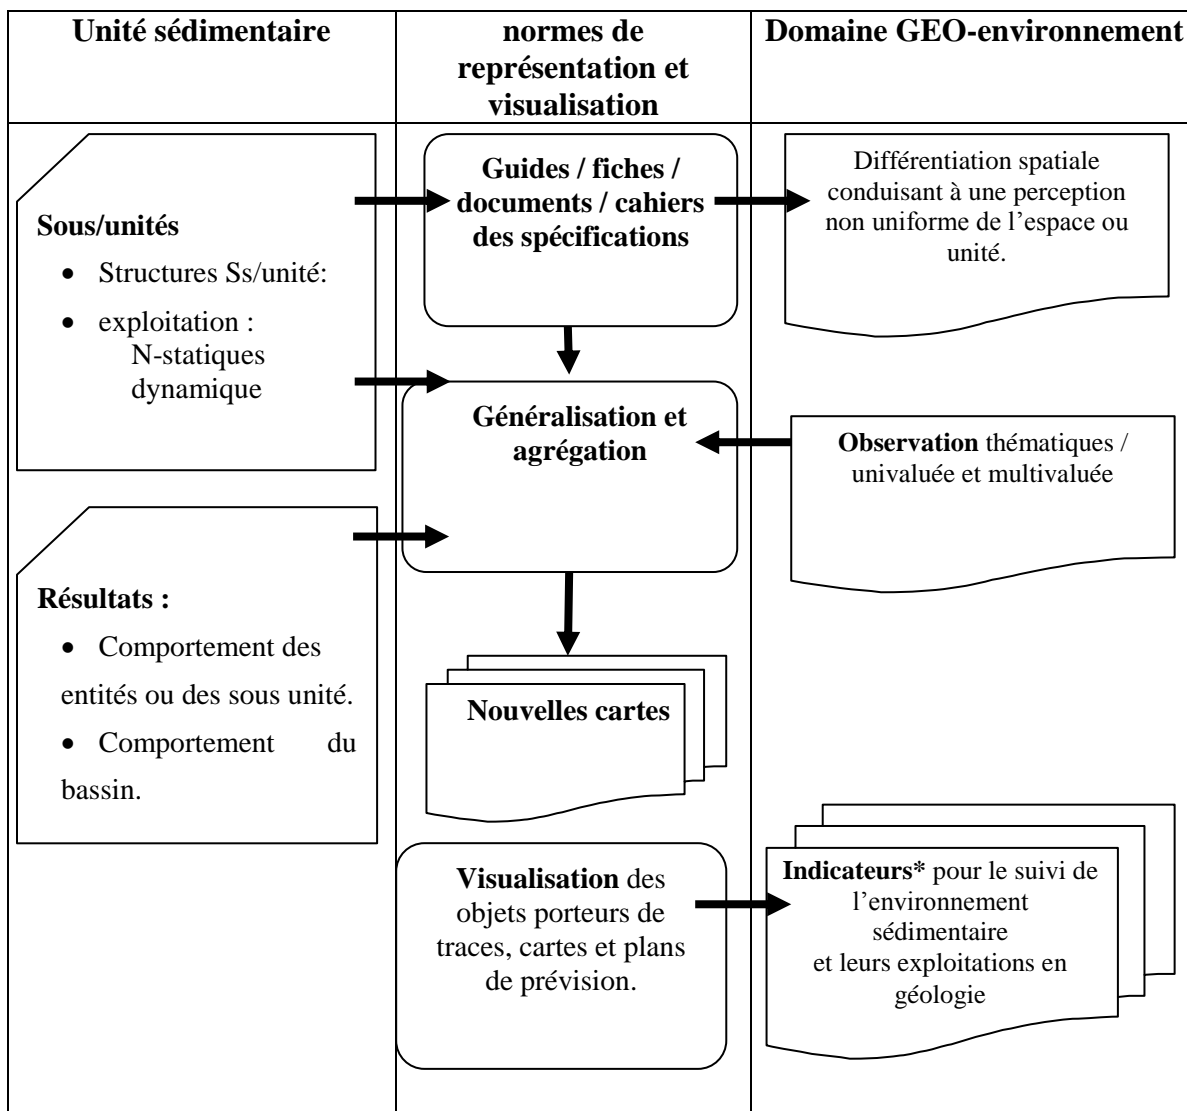 Unité sédimentaire
normes de
représentation et
visualisation
Domaine GEO-environnement
Sous/unités
• Structures Ss/unité:
• exploitation :
N-statiques
dynamique
Résultats :
• Comportement des
entités ou des sous unité.
• Comportement du
bassin.
Guides / fiches /
documents / cahiers
des spécifications
Généralisation et
agrégation
Nouvelles cartes
Visualisation des
objets porteurs de
traces, cartes et plans
de prévision.
Différentiation spatiale
conduisant à une perception
non uniforme de l’espace ou
unité.
Observation thématiques /
univaluée et multivaluée
Indicateurs* pour le suivi de
l’environnement
sédimentaire
et leurs exploitations en
géologie